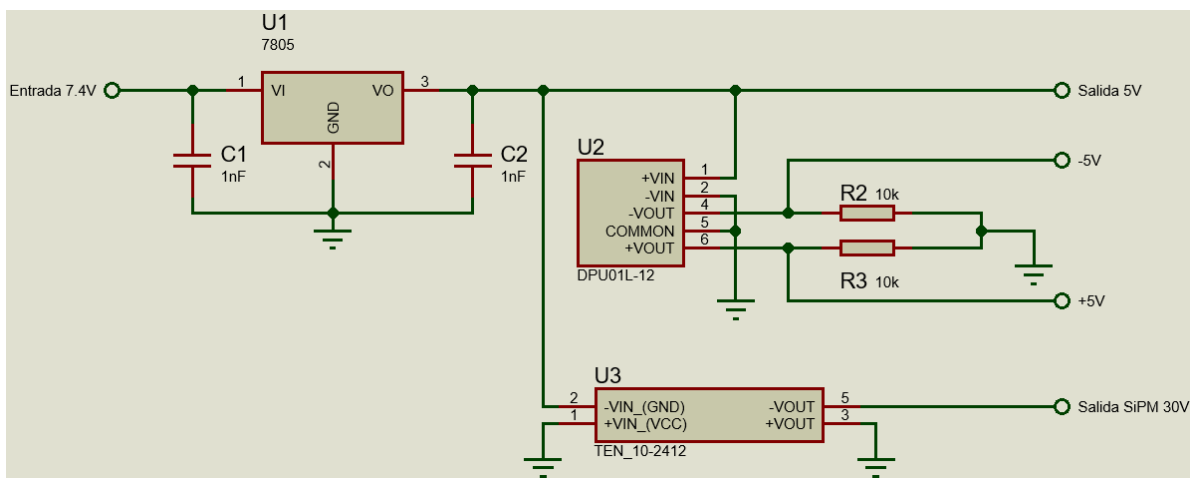 U1
7805
Entrada 7.4V
1
VI
VO
3
GND
2
C1
1nF
C2
1nF
Salida 5V
U2
+VIN
1
-VIN
2
-VOUT
4
COMMON
5
+VOUT
6
DPU01L-12
-5V
R2 10k
R3 10k
+5V
U3
2
-VIN_(GND)
-VOUT
5
1
+VIN_(VCC)
+VOUT
3
TEN_10-2412
Salida SiPM 30V